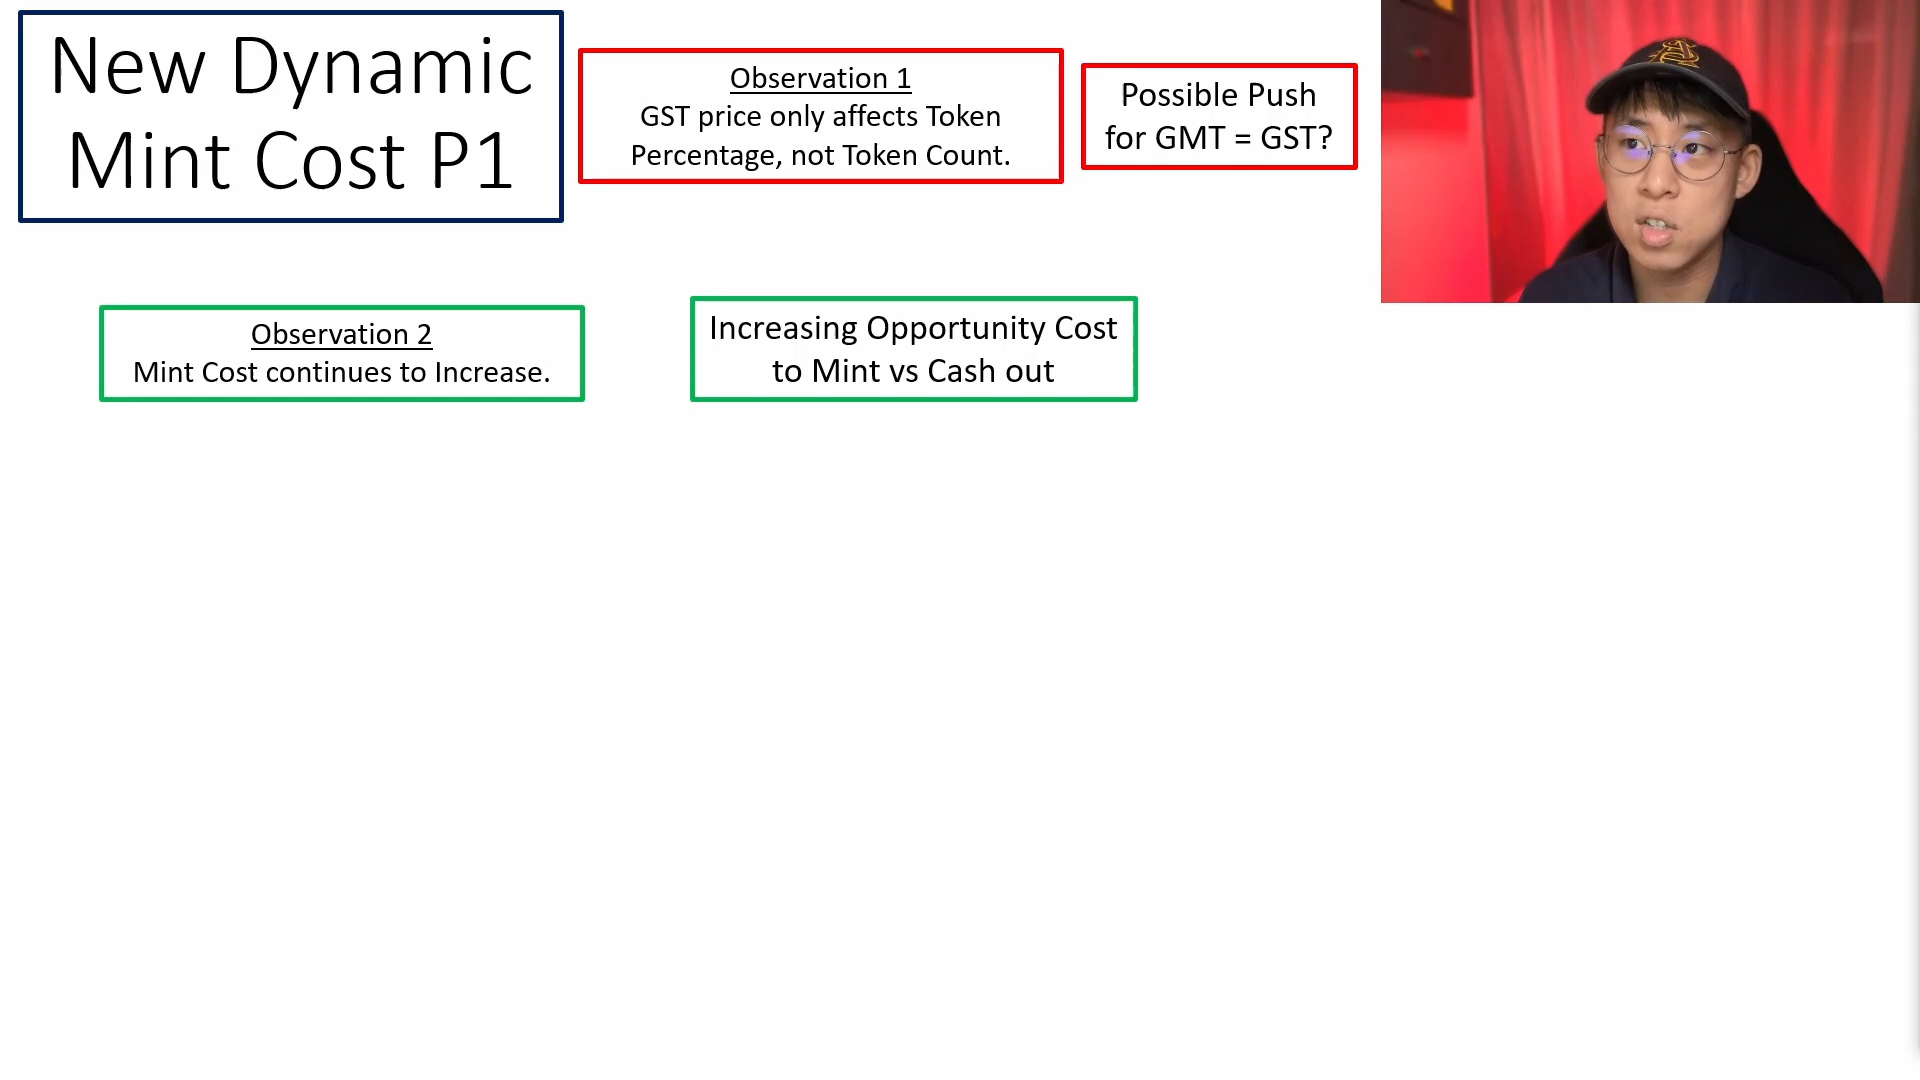 New Dynamic
Mint Cost P1
Observation 1
GST price only affects Token
Percentage, not Token Count.
Possible Push
for GMT = GST?
Observation 2
Mint Cost continues to Increase.
Increasing Opportunity Cost
to Mint vs Cash out